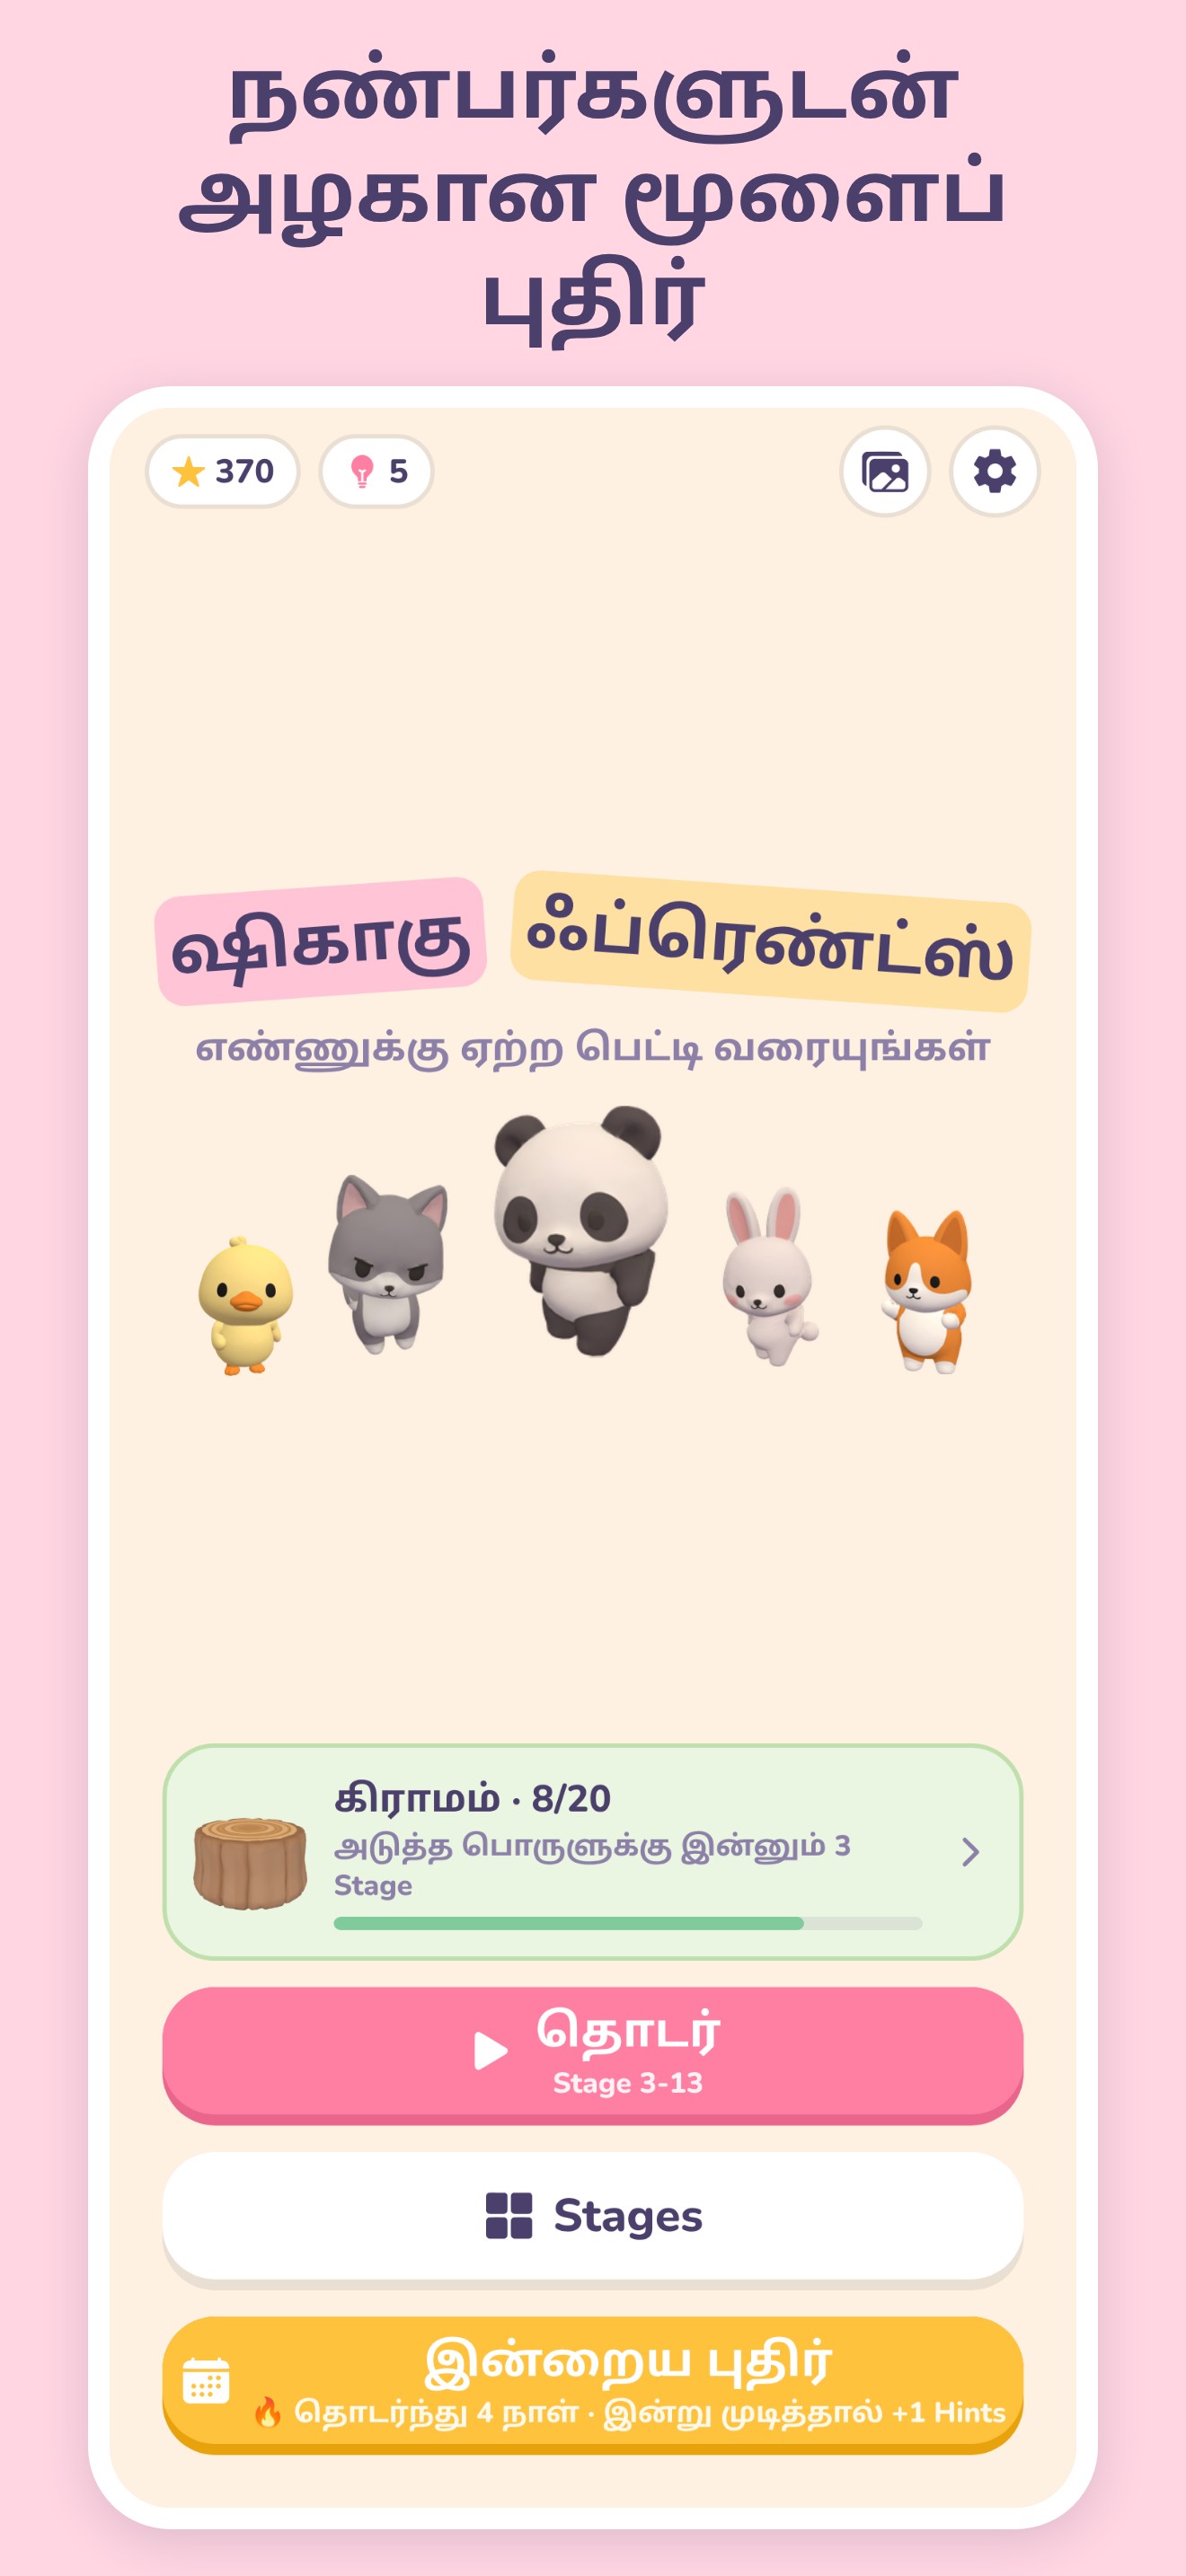 நண்பர்களுடன்
அழகான மூளைப்
புதிர்
370
5
ஷிகாகு ஃப்ரெண்ட்ஸ்
எண்ணுக்கு ஏற்ற பெட்டி வரையுங்கள்
கிராமம் · 8/20
அடுத்த பொருளுக்கு இன்னும் 3
Stage
தொடர்
Stage 3-13
Stages
இன்றைய புதிர்
🔥 தொடர்ந்து 4 நாள் · இன்று முடித்தால் +1 Hints